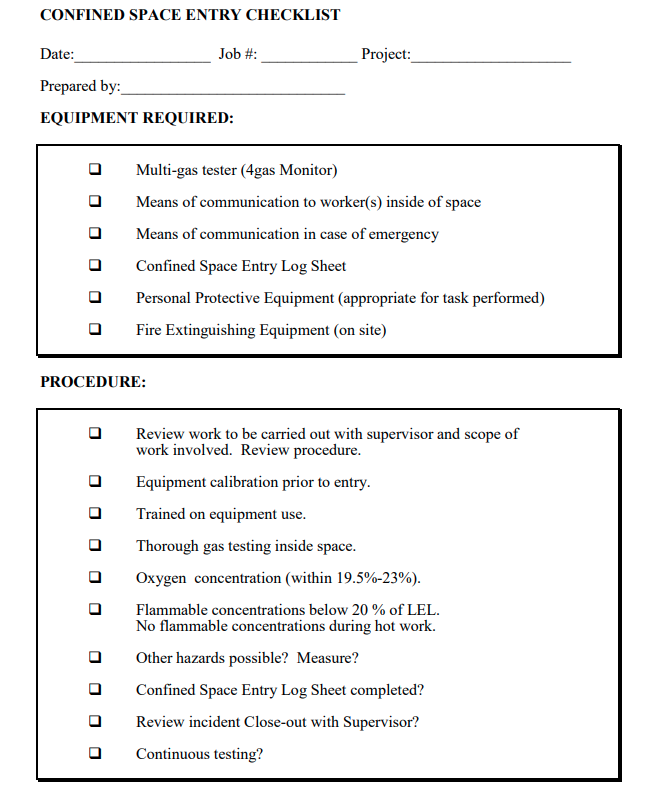 CONFINED SPACE ENTRY CHECKLIST
Date:_________________ Job #: ____________ Project:____________________
Prepared by:____________________________
EQUIPMENT REQUIRED:
❑ Multi-gas tester (4gas Monitor)
❑ Means of communication to worker(s) inside of space
❑ Means of communication in case of emergency
❑ Confined Space Entry Log Sheet
❑ Personal Protective Equipment (appropriate for task performed)
❑ Fire Extinguishing Equipment (on site)
PROCEDURE:
❑ Review work to be carried out with supervisor and scope of
work involved.  Review procedure.
❑ Equipment calibration prior to entry.
❑ Trained on equipment use.
❑ Thorough gas testing inside space.
❑ Oxygen  concentration (within 19.5%-23%).
❑ Flammable concentrations below 20 % of LEL.
No flammable concentrations during hot work.
❑ Other hazards possible?  Measure?
❑ Confined Space Entry Log Sheet completed?
❑ Review incident Close-out with Supervisor?
❑ Continuous testing?